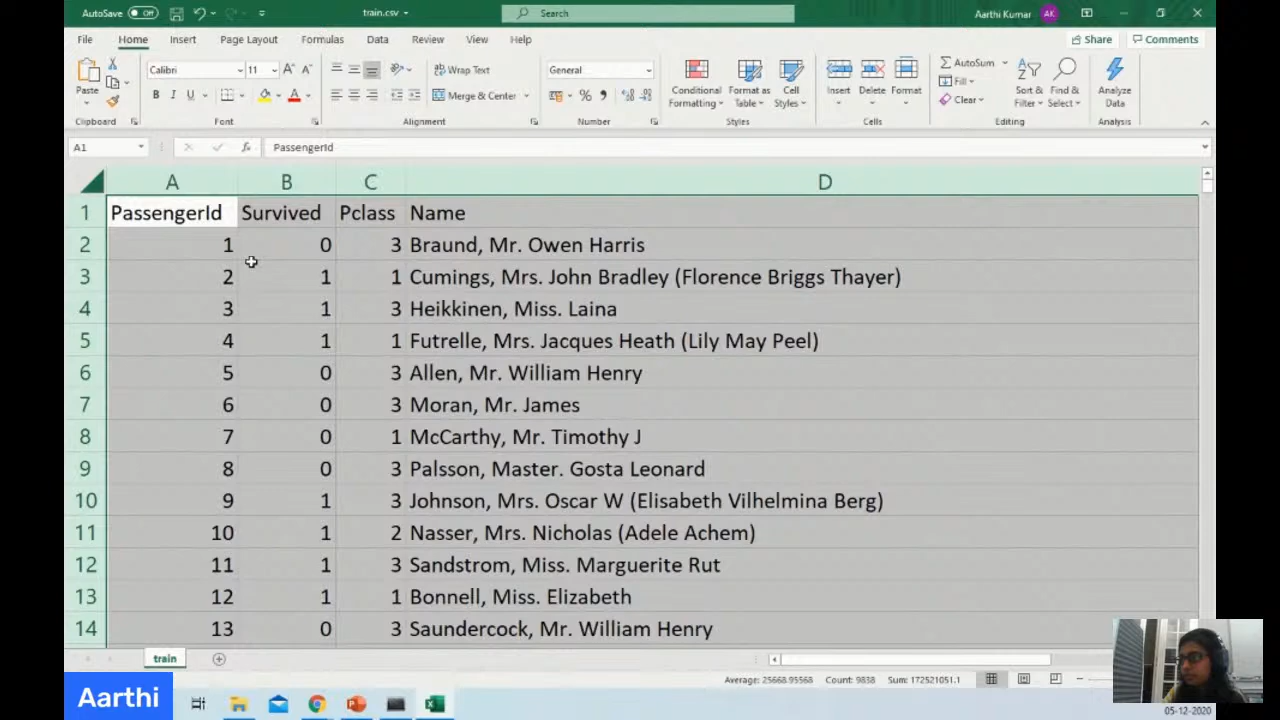 AutoSave Off train.csv Search Aarthi Kumar AK
File Home Insert Page Layout Formulas Data Review View Help Share Comments
Paste Calibri 11 A A Wrap Text General Conditional Format as Cell Insert Delete Format AutoSum Sort & Find & Analyze
B I U A Merge & Center % Formatting Table Styles Fill Filter Select Data
Clear
Clipboard Font Alignment Number Styles Cells Editing Analysis
A1 fx PassengerId
A B C D
1 PassengerId Survived Pclass Name
2 1 0 3 Braund, Mr. Owen Harris
3 2 1 1 Cumings, Mrs. John Bradley (Florence Briggs Thayer)
4 3 1 3 Heikkinen, Miss. Laina
5 4 1 1 Futrelle, Mrs. Jacques Heath (Lily May Peel)
6 5 0 3 Allen, Mr. William Henry
7 6 0 3 Moran, Mr. James
8 7 0 1 McCarthy, Mr. Timothy J
9 8 0 3 Palsson, Master. Gosta Leonard
10 9 1 3 Johnson, Mrs. Oscar W (Elisabeth Vilhelmina Berg)
11 10 1 2 Nasser, Mrs. Nicholas (Adele Achem)
12 11 1 3 Sandstrom, Miss. Marguerite Rut
13 12 1 1 Bonnell, Miss. Elizabeth
14 13 0 3 Saundercock, Mr. William Henry
train
Average: 25668.95568 Count: 9838 Sum: 172521051.1
Aarthi
05-12-2020